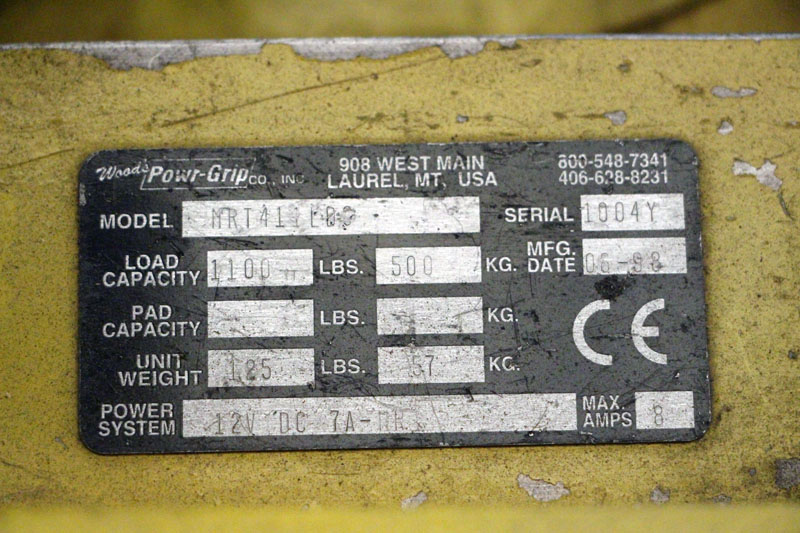 Wood's Powr-Grip CO., INC.
908 WEST MAIN
LAUREL, MT, USA
800-548-7341
406-628-8231
MODEL
SERIAL 1004Y
LOAD CAPACITY 1100 LBS. 500 KG.
MFG. DATE 06-98
PAD CAPACITY LBS. KG.
UNIT WEIGHT 125 LBS. 57 KG.
POWER SYSTEM 12V DC
MAX. AMPS 8
CE